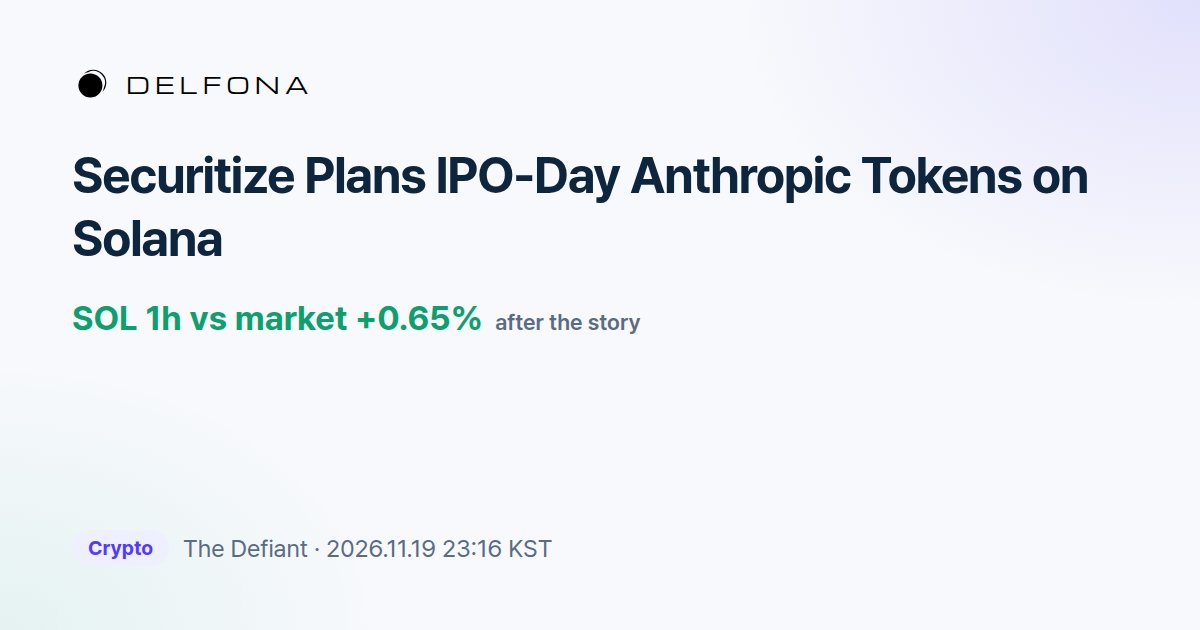 DELFONA
Securitize Plans IPO-Day Anthropic Tokens on
Solana
SOL 1h vs market +0.65% after the story
Crypto The Defiant · 2026.11.19 23:16 KST